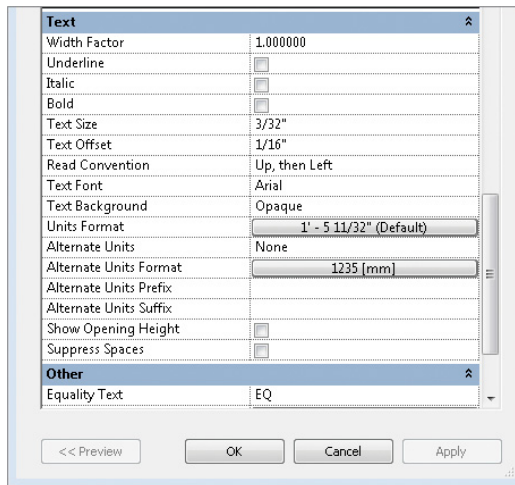 Text
Width Factor 1.000000
Underline
Italic
Bold
Text Size 3/32"
Text Offset 1/16"
Read Convention Up, then Left
Text Font Arial
Text Background Opaque
Units Format 1' - 5 11/32" (Default)
Alternate Units None
Alternate Units Format 1235 [mm]
Alternate Units Prefix
Alternate Units Suffix
Show Opening Height
Suppress Spaces
Other
Equality Text EQ
<< Preview OK Cancel Apply